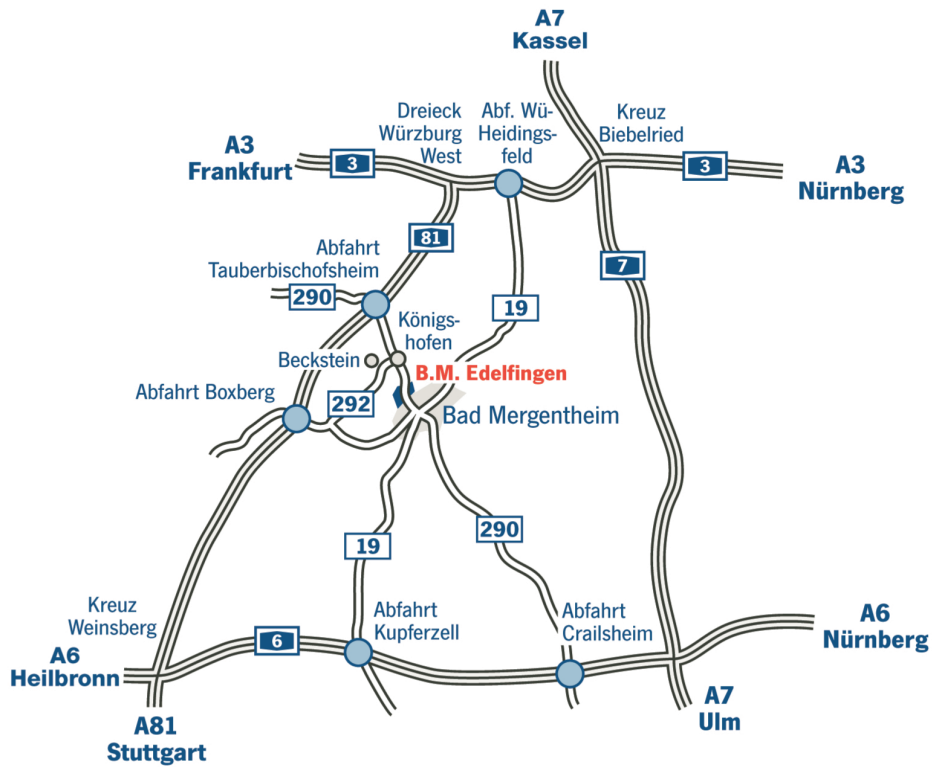 A7
Kassel
Dreieck
Würzburg
West
Abf. Wü-
Heidings-
feld
Kreuz
Biebelried
A3
Frankfurt
3
3
A3
Nürnberg
81
Abfahrt
Tauberbischofsheim
7
290
19
Königs-
hofen
Beckstein
B.M. Edelfingen
Abfahrt Boxberg
292
Bad Mergentheim
290
19
Kreuz
Weinsberg
Abfahrt
Kupferzell
Abfahrt
Crailsheim
6
A6
Nürnberg
A6
Heilbronn
A7
Ulm
A81
Stuttgart